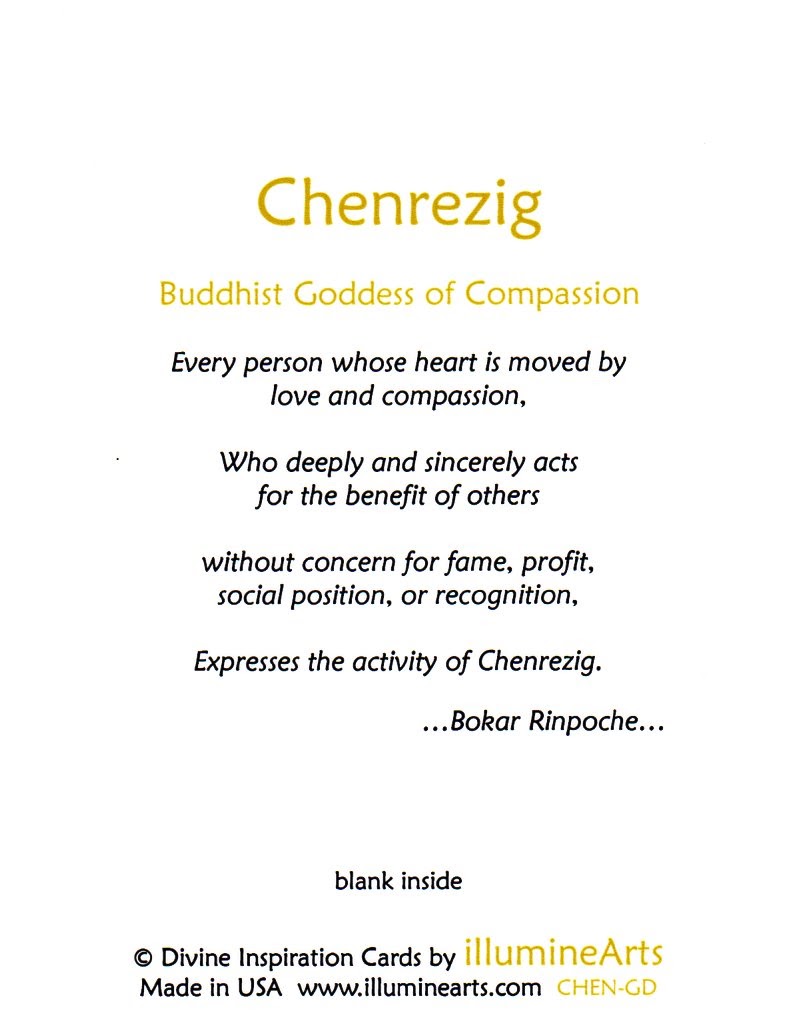 Chenrezig
Buddhist Goddess of Compassion
Every person whose heart is moved by
love and compassion,
Who deeply and sincerely acts
for the benefit of others
without concern for fame, profit,
social position, or recognition,
Expresses the activity of Chenrezig.
...Bokar Rinpoche...
blank inside
© Divine Inspiration Cards by illumineArts
Made in USA www.illuminearts.com CHEN-GD